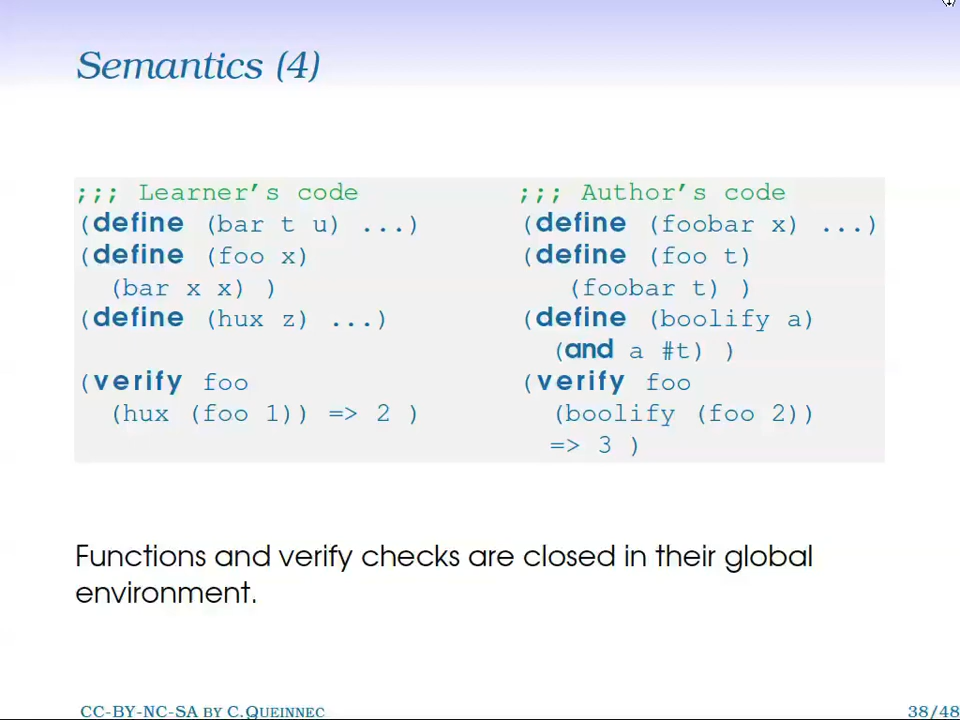 Semantics (4)
;;; Learner's code
(define (bar t u) ...)
(define (foo x)
(bar x x) )
(define (hux z) ...)
(verify foo
(hux (foo 1)) => 2 )
;;; Author's code
(define (foobar x) ...)
(define (foo t)
(foobar t) )
(define (boolify a)
(and a #t) )
(verify foo
(boolify (foo 2))
=> 3 )
Functions and verify checks are closed in their global
environment.
CC-BY-NC-SA BY C.QUEINNEC
38/48